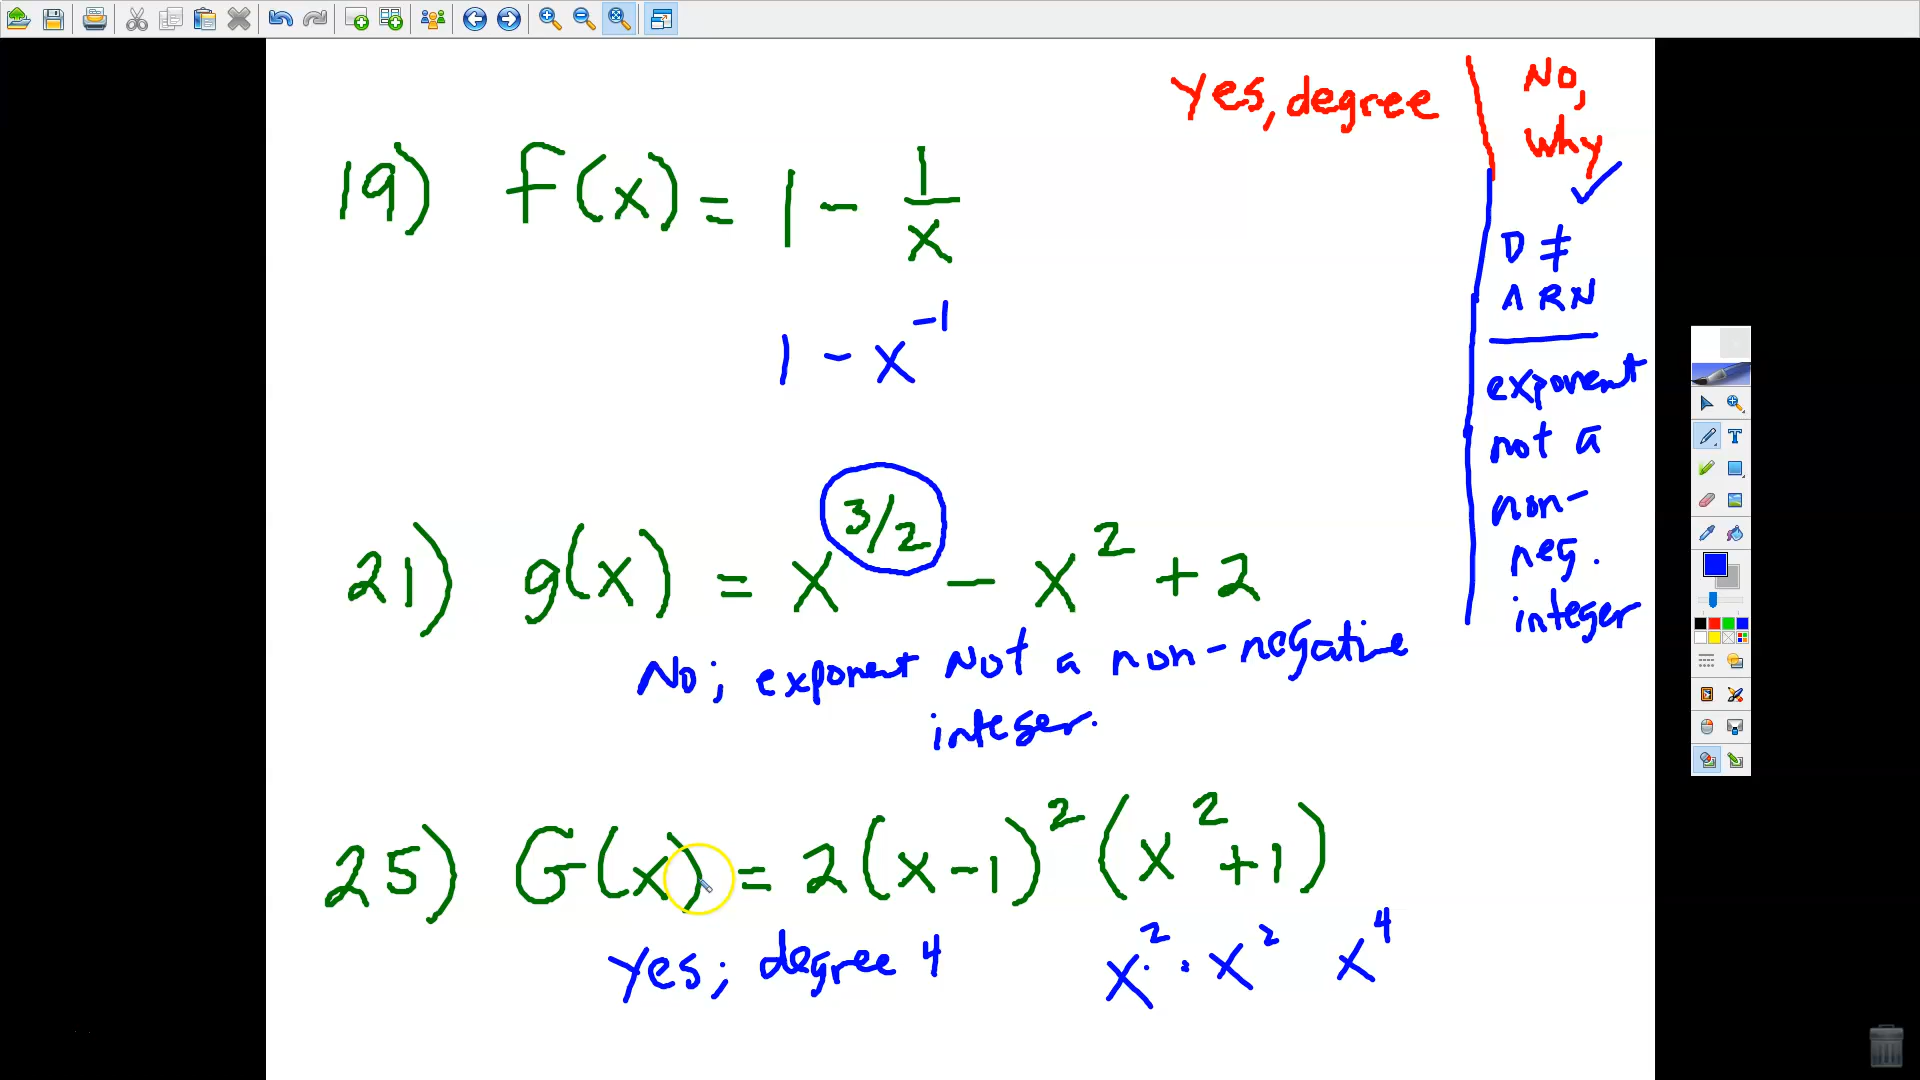 Yes, degree
No,
why
19) f(x) = 1 - 1/x
D ≠
ARN
1 - x^-1
exponent
not a
non-
neg.
integer
21) g(x) = x^3/2 - x^2 + 2
No; exponent Not a non-negative
integer.
25) G(x) = 2(x-1)^2 (x^2+1)
Yes; degree 4
x^2 · x^2 x^4
T